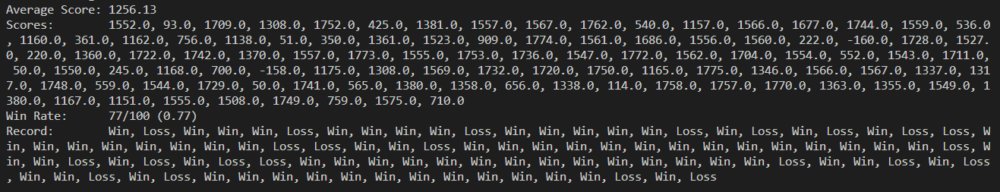 Average Score: 1256.13
Scores:        1552.0, 93.0, 1709.0, 1308.0, 1752.0, 425.0, 1381.0, 1557.0, 1567.0, 1762.0, 540.0, 1157.0, 1566.0, 1677.0, 1744.0, 1559.0, 536.0
, 1160.0, 361.0, 1162.0, 756.0, 1138.0, 51.0, 350.0, 1361.0, 1523.0, 909.0, 1774.0, 1561.0, 1686.0, 1556.0, 1560.0, 222.0, -160.0, 1728.0, 1527.
0, 220.0, 1360.0, 1722.0, 1742.0, 1370.0, 1557.0, 1773.0, 1555.0, 1753.0, 1736.0, 1547.0, 1772.0, 1562.0, 1704.0, 1554.0, 552.0, 1543.0, 1711.0,
 50.0, 1550.0, 245.0, 1168.0, 700.0, -158.0, 1175.0, 1308.0, 1569.0, 1732.0, 1720.0, 1750.0, 1165.0, 1775.0, 1346.0, 1566.0, 1567.0, 1337.0, 131
7.0, 1748.0, 559.0, 1544.0, 1729.0, 50.0, 1741.0, 565.0, 1380.0, 1358.0, 656.0, 1338.0, 114.0, 1758.0, 1757.0, 1770.0, 1363.0, 1355.0, 1549.0, 1
380.0, 1167.0, 1151.0, 1555.0, 1508.0, 1749.0, 759.0, 1575.0, 710.0
Win Rate:      77/100 (0.77)
Record:        Win, Loss, Win, Win, Win, Loss, Win, Win, Win, Win, Loss, Win, Win, Win, Win, Win, Loss, Win, Loss, Win, Loss, Win, Loss, Loss, W
in, Win, Win, Win, Win, Win, Win, Win, Loss, Loss, Win, Win, Loss, Win, Win, Win, Win, Win, Win, Win, Win, Win, Win, Win, Win, Win, Win, Loss, W
in, Win, Loss, Win, Loss, Win, Loss, Loss, Win, Win, Win, Win, Win, Win, Win, Win, Win, Win, Win, Win, Win, Win, Loss, Win, Win, Loss, Win, Loss
, Win, Win, Loss, Win, Loss, Win, Win, Win, Win, Win, Win, Win, Win, Win, Win, Win, Win, Loss, Win, Loss